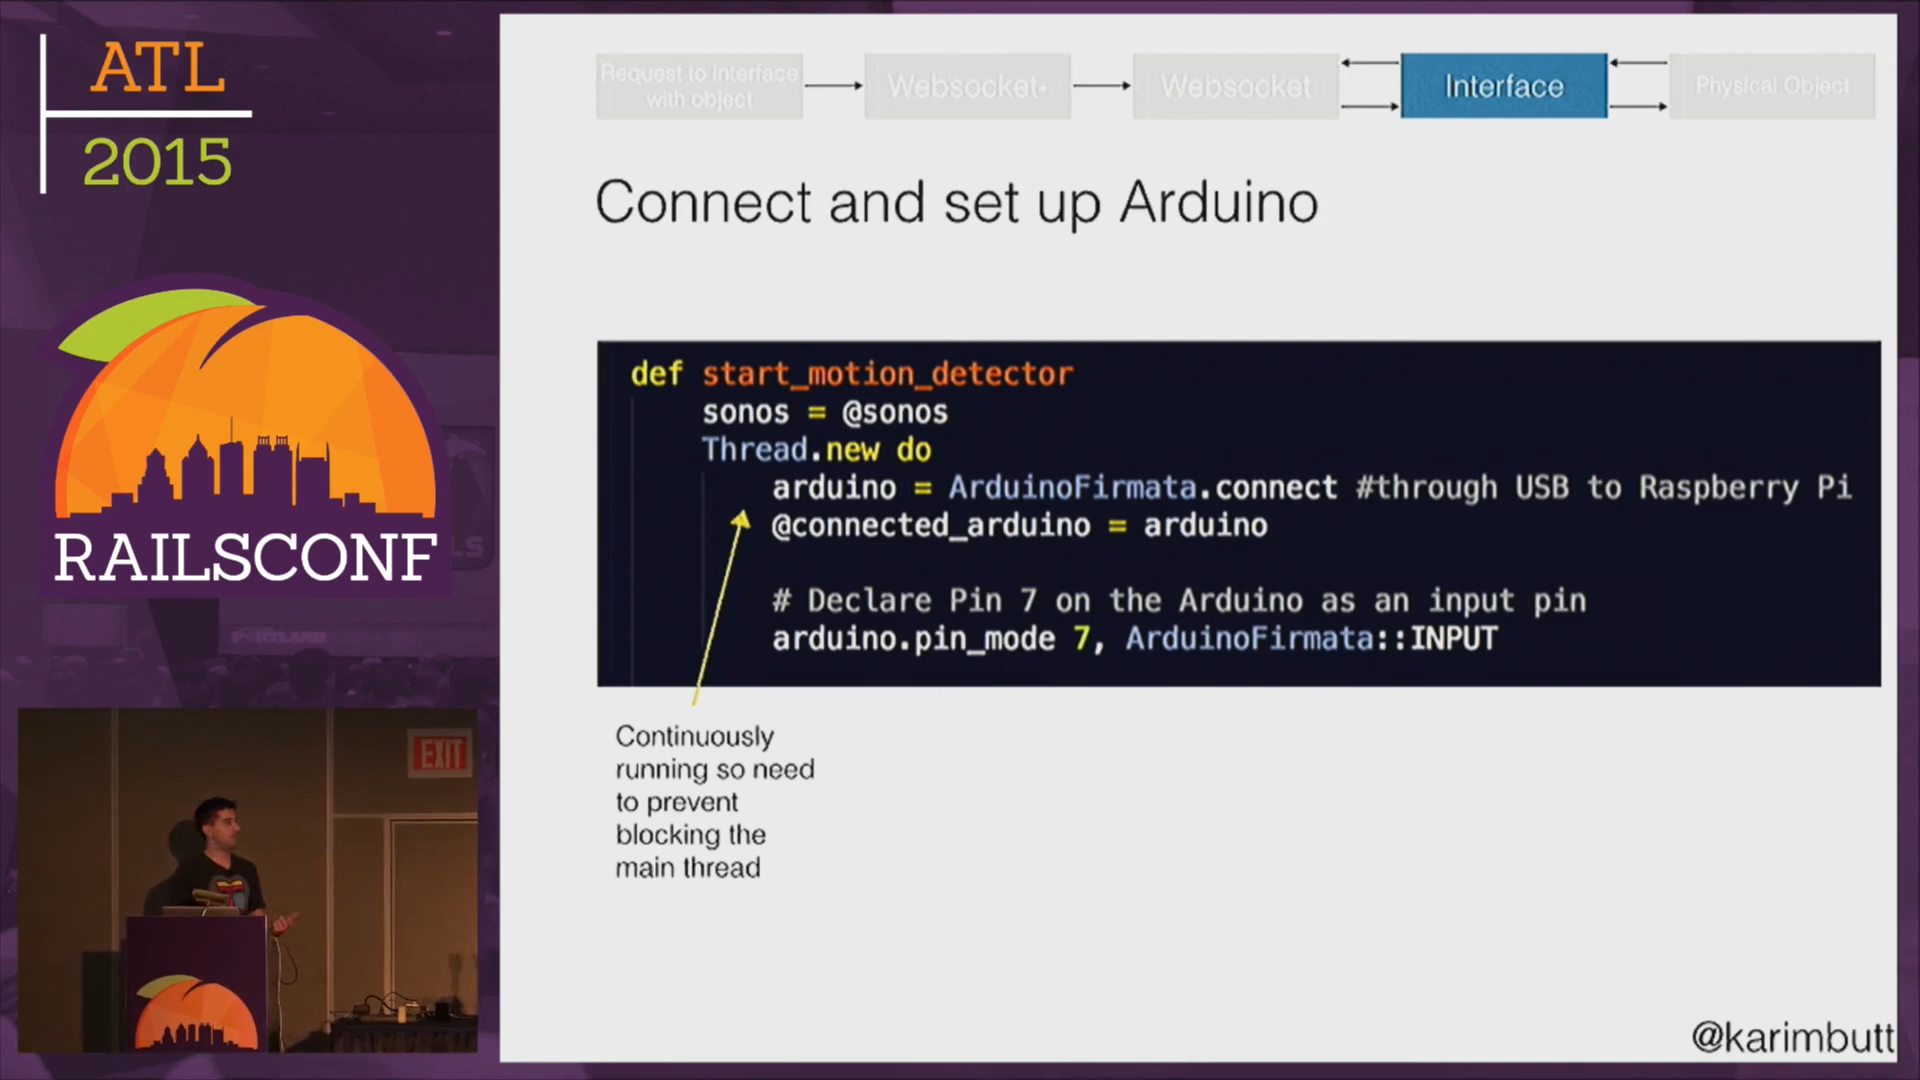 ATL
2015
RAILSCONF
EXIT
Request to interface
with object
Websocket
Websocket
Interface
Physical Object
Connect and set up Arduino
def start_motion_detector
sonos = @sonos
Thread.new do
arduino = ArduinoFirmata.connect #through USB to Raspberry Pi
@connected_arduino = arduino
# Declare Pin 7 on the Arduino as an input pin
arduino.pin_mode 7, ArduinoFirmata::INPUT
Continuously
running so need
to prevent
blocking the
main thread
@karimbutt
PORTLAND